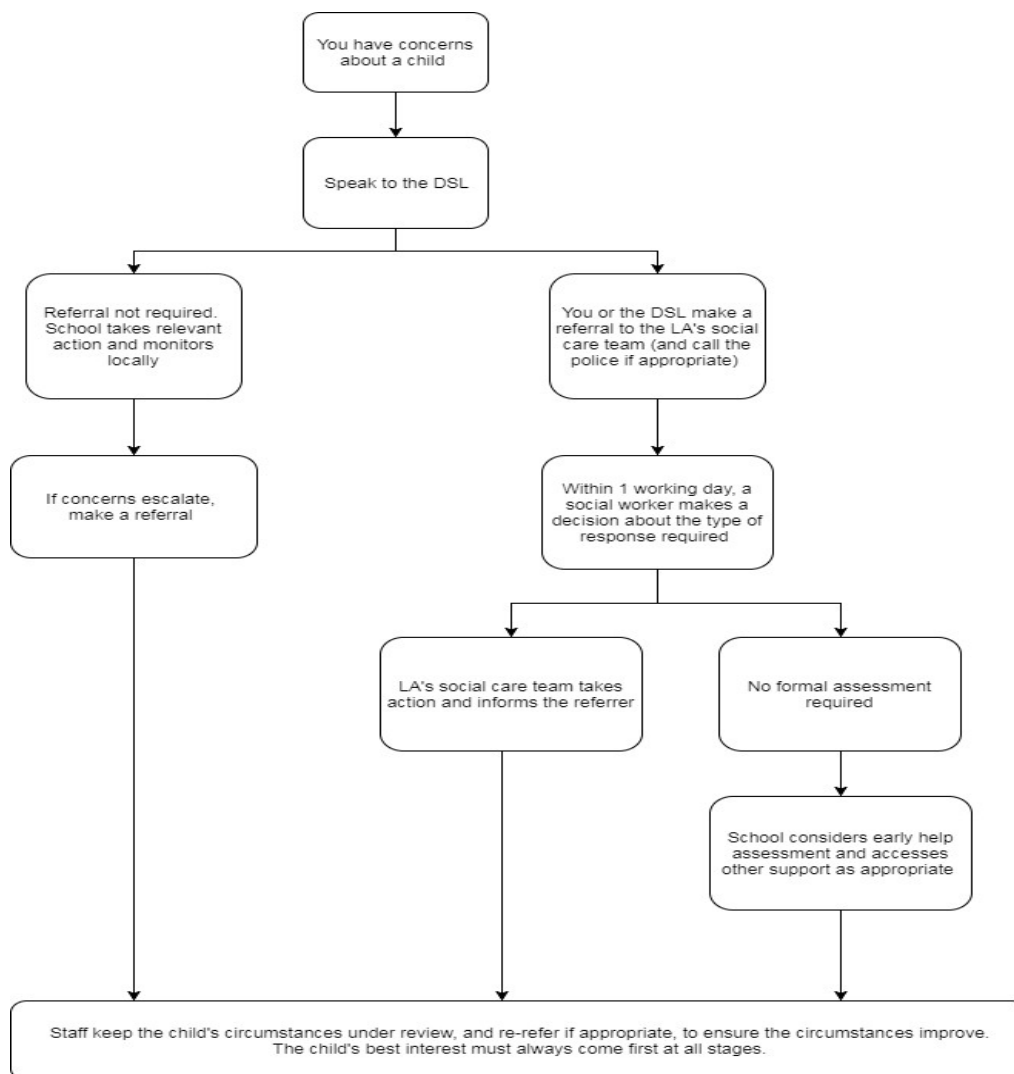 You have concerns
about a child
Speak to the DSL
Referral not required.
School takes relevant
action and monitors
locally
You or the DSL make a
referral to the LA's social
care team (and call the
police if appropriate)
If concerns escalate,
make a referral
Within 1 working day, a
social worker makes a
decision about the type of
response required
LA's social care team takes
action and informs the referrer
No formal assessment
required
School considers early help
assessment and accesses
other support as appropriate
Staff keep the child's circumstances under review, and re-refer if appropriate, to ensure the circumstances improve.
The child's best interest must always come first at all stages.